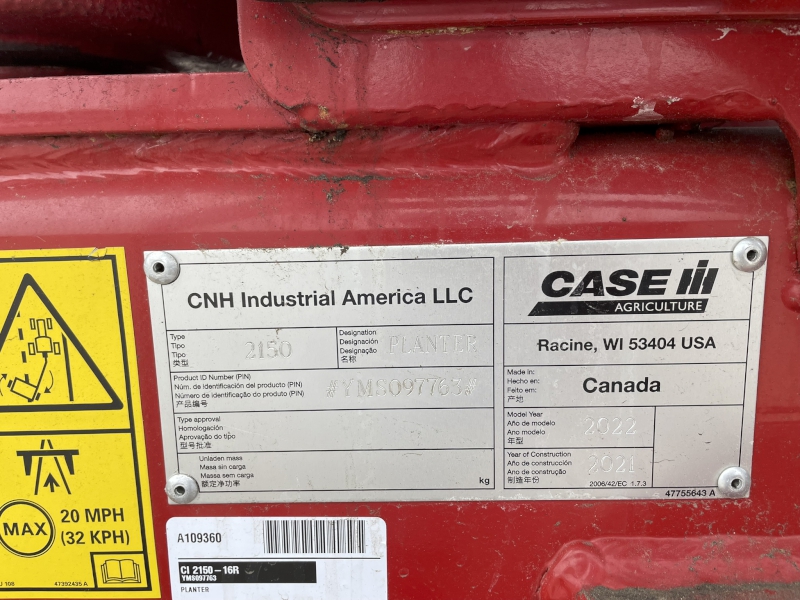 CNH Industrial America LLC
Type
Tipo
Tipo
类型
2150
Designation
Designación
Designação
名称
PLANTER
Product ID Number (PIN)
Núm. de Identificación del producto (PIN)
Número de identificação do produto (PIN)
产品编号
#YMS097763#
Type approval
Homologación
Aprovação do tipo
型号批准
Unladen mass
Masa sin carga
Massa sem carga
额定净功率
kg
CASE IH
AGRICULTURE
Racine, WI 53404 USA
Made in:
Hecho en:
Feito em:
产地
Canada
Model Year
Año de modelo
Ano modelo
年型
2022
Year of Construction
Año de construcción
Ano de construção
制造年份
2021
2006/42/EC 1.7.3
47755643 A
MAX
20 MPH
(32 KPH)
108
47392435 A
A109360
CI 2150-16R
YMS097763
PLANTER